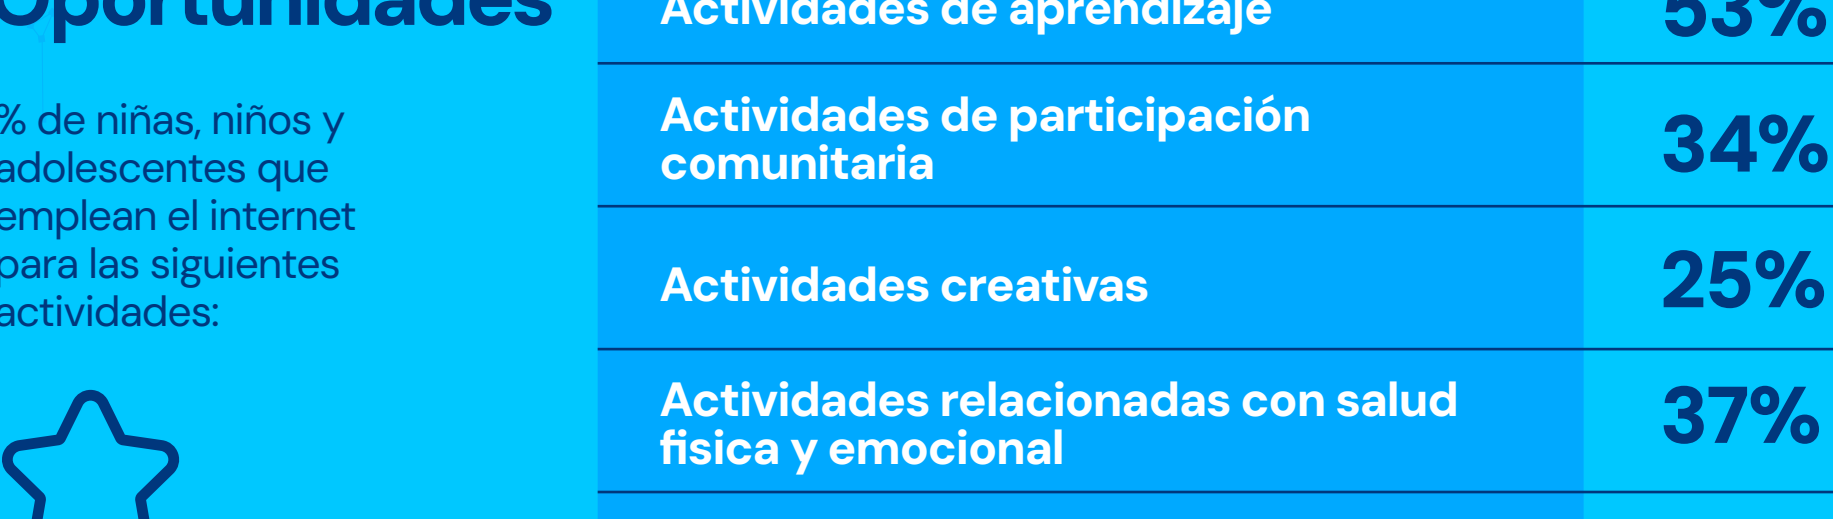 Oportunidades
% de niñas, niños y
adolescentes que
emplean el internet
para las siguientes
actividades:
Actividades de aprendizaje
53%
Actividades de participación
comunitaria
34%
Actividades creativas
25%
Actividades relacionadas con salud
fisica y emocional
37%